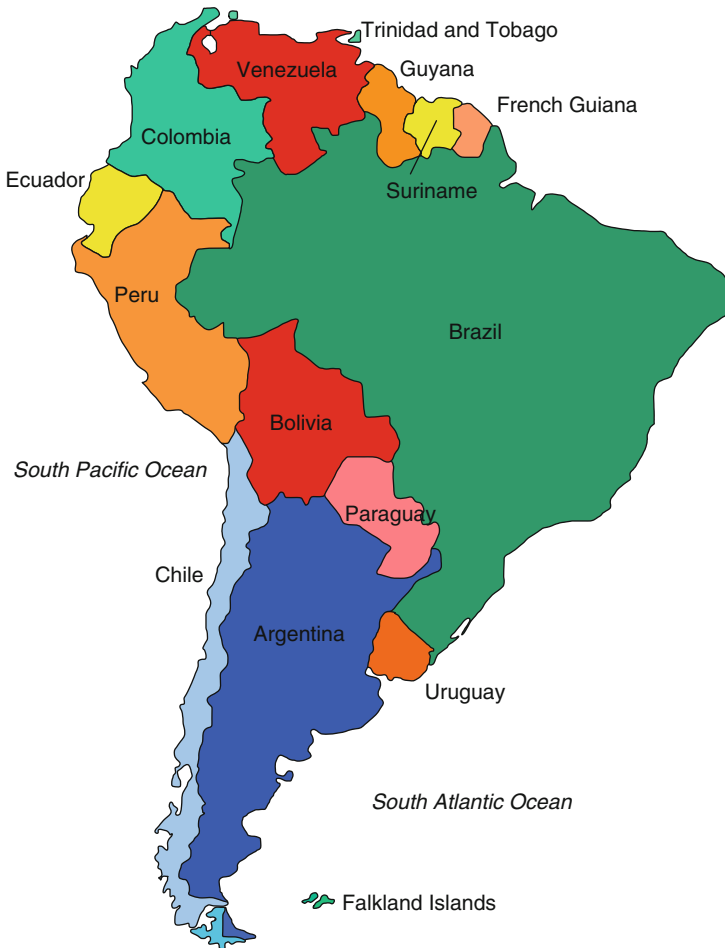 Trinidad and Tobago
Venezuela
Guyana
French Guiana
Colombia
Ecuador
Suriname
Peru
Brazil
Bolivia
South Pacific Ocean
Paraguay
Chile
Argentina
Uruguay
South Atlantic Ocean
Falkland Islands